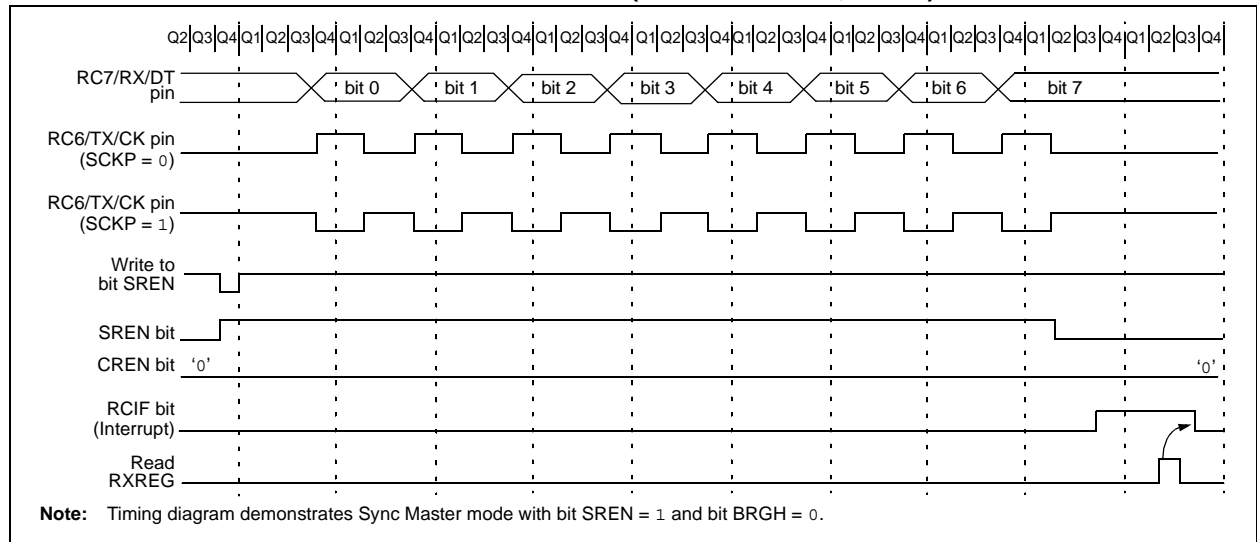 Q2 Q3 Q4 Q1 Q2 Q3 Q4 Q1 Q2 Q3 Q4 Q1 Q2 Q3 Q4 Q1 Q2 Q3 Q4 Q1 Q2 Q3 Q4 Q1 Q2 Q3 Q4 Q1 Q2 Q3 Q4 Q1 Q2 Q3 Q4 Q1 Q2 Q3 Q4 Q1 Q2 Q3 Q4
RC7/RX/DT
pin
bit 0 bit 1 bit 2 bit 3 bit 4 bit 5 bit 6 bit 7
RC6/TX/CK pin
(SCKP = 0)
RC6/TX/CK pin
(SCKP = 1)
Write to
bit SREN
SREN bit
CREN bit ‘0’ ‘0’
RCIF bit
(Interrupt)
Read
RXREG
Note: Timing diagram demonstrates Sync Master mode with bit SREN = 1 and bit BRGH = 0.